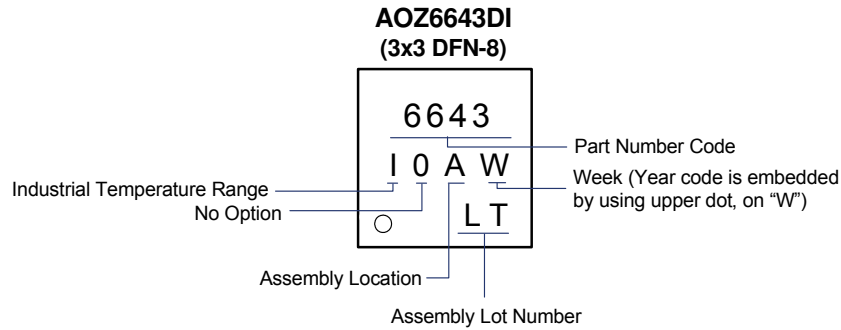 AOZ6643DI
(3x3 DFN-8)
6643
Part Number Code
I 0 A W
Week (Year code is embedded
by using upper dot, on “W”)
Industrial Temperature Range
No Option
L T
Assembly Location
Assembly Lot Number